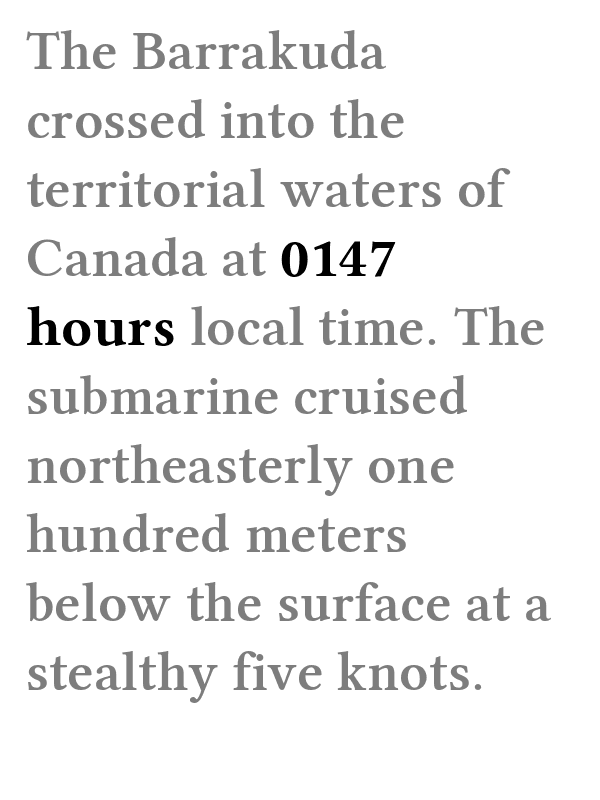 The Barrakuda
crossed into the
territorial waters of
Canada at 0147
hours local time. The
submarine cruised
northeasterly one
hundred meters
below the surface at a
stealthy five knots.